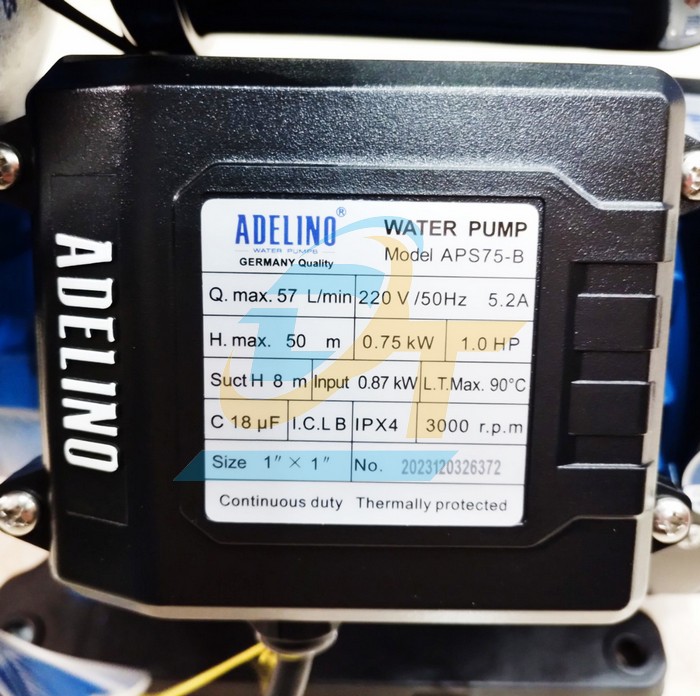 ADELINO
ADELINO®
WATER PUMPS
GERMANY Quality
WATER PUMP
Model APS75-B
Q. max. 57 L/min 220 V /50Hz 5.2A
H. max. 50 m 0.75 kW 1.0 HP
Suct H 8 m Input 0.87 kW L.T.Max. 90°C
C 18 µF I.C.L B IPX4 3000 r.p.m
Size 1" × 1" No. 2023120326372
Continuous duty Thermally protected